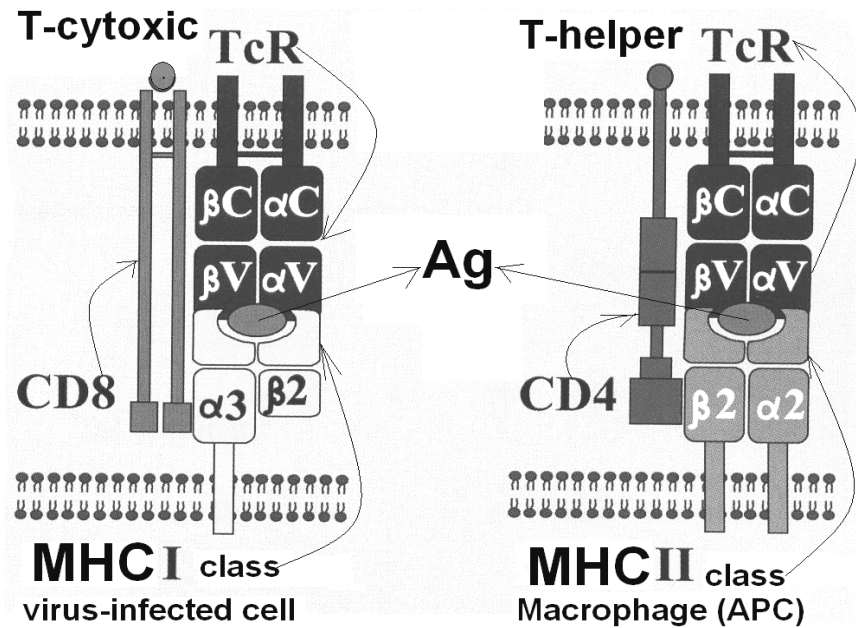 T-cytoxic
TcR
βC αC
βV αV
CD8
α3 β2
MHC I class
virus-infected cell
Ag
T-helper
TcR
βC αC
βV αV
CD4
β2 α2
MHC II class
Macrophage (APC)